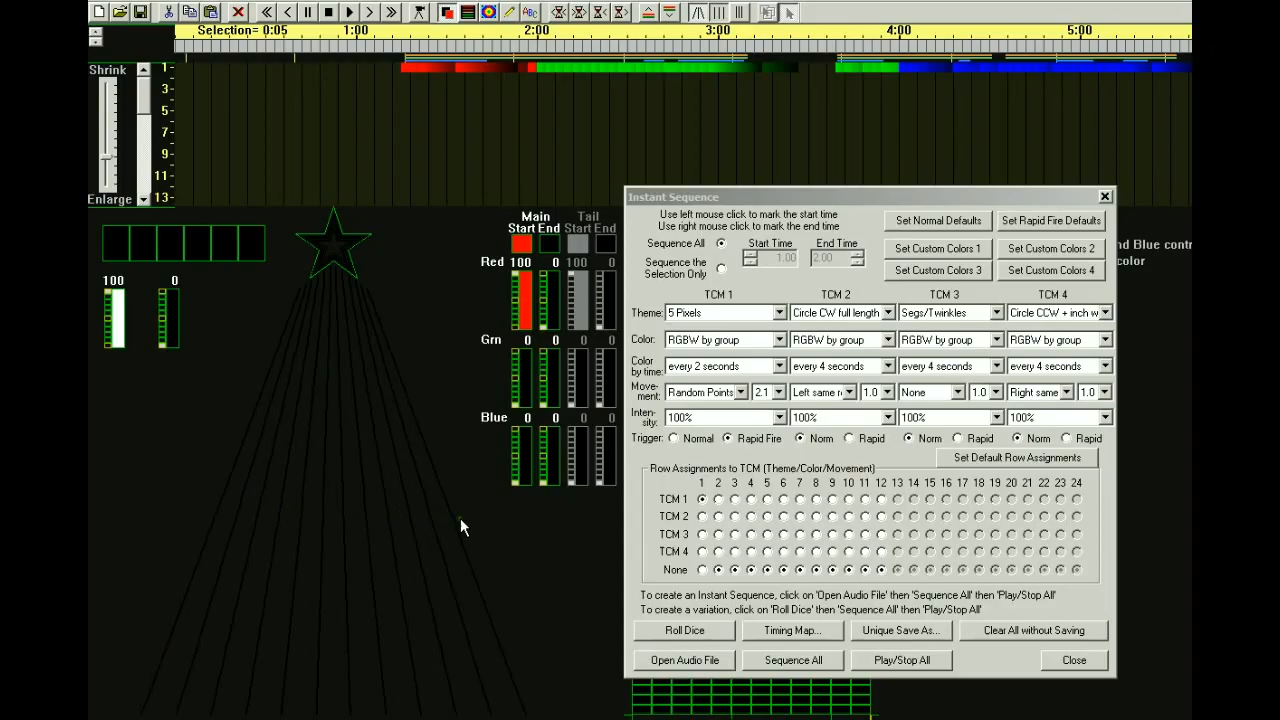 ABC
Selection= 0:05 1:00 2:00 3:00 4:00 5:00
Shrink
1
3
5
7
9
11
Enlarge 13
Main Tail
Start End Start End
Red 100 0 100 0
100 0
Grn 0 0 0 0
Blue 0 0 0 0
nd Blue contr
color
Instant Sequence
Use left mouse click to mark the start time
Use right mouse click to mark the end time
Set Normal Defaults Set Rapid Fire Defaults
Sequence All Start Time End Time
Set Custom Colors 1 Set Custom Colors 2
1.00 2.00
Sequence the
Selection Only
Set Custom Colors 3 Set Custom Colors 4
TCM 1 TCM 2 TCM 3 TCM 4
Theme: 5 Pixels Circle CW full length Segs/Twinkles Circle CCW + inch w
Color: RGBW by group RGBW by group RGBW by group RGBW by group
Color
by time: every 2 seconds every 4 seconds every 4 seconds every 4 seconds
Move-
ment: Random Points 2.1 Left same r 1.0 None 1.0 Right same 1.0
Inten-
sity: 100% 100% 100% 100%
Trigger: Normal Rapid Fire Norm Rapid Norm Rapid Norm Rapid
Set Default Row Assignments
Row Assignments to TCM (Theme/Color/Movement)
1 2 3 4 5 6 7 8 9 10 11 12 13 14 15 16 17 18 19 20 21 22 23 24
TCM 1
TCM 2
TCM 3
TCM 4
None
To create an Instant Sequence, click on 'Open Audio File' then 'Sequence All' then 'Play/Stop All'
To create a variation, click on 'Roll Dice' then 'Sequence All' then 'Play/Stop All'
Roll Dice Timing Map... Unique Save As... Clear All without Saving
Open Audio File Sequence All Play/Stop All Close